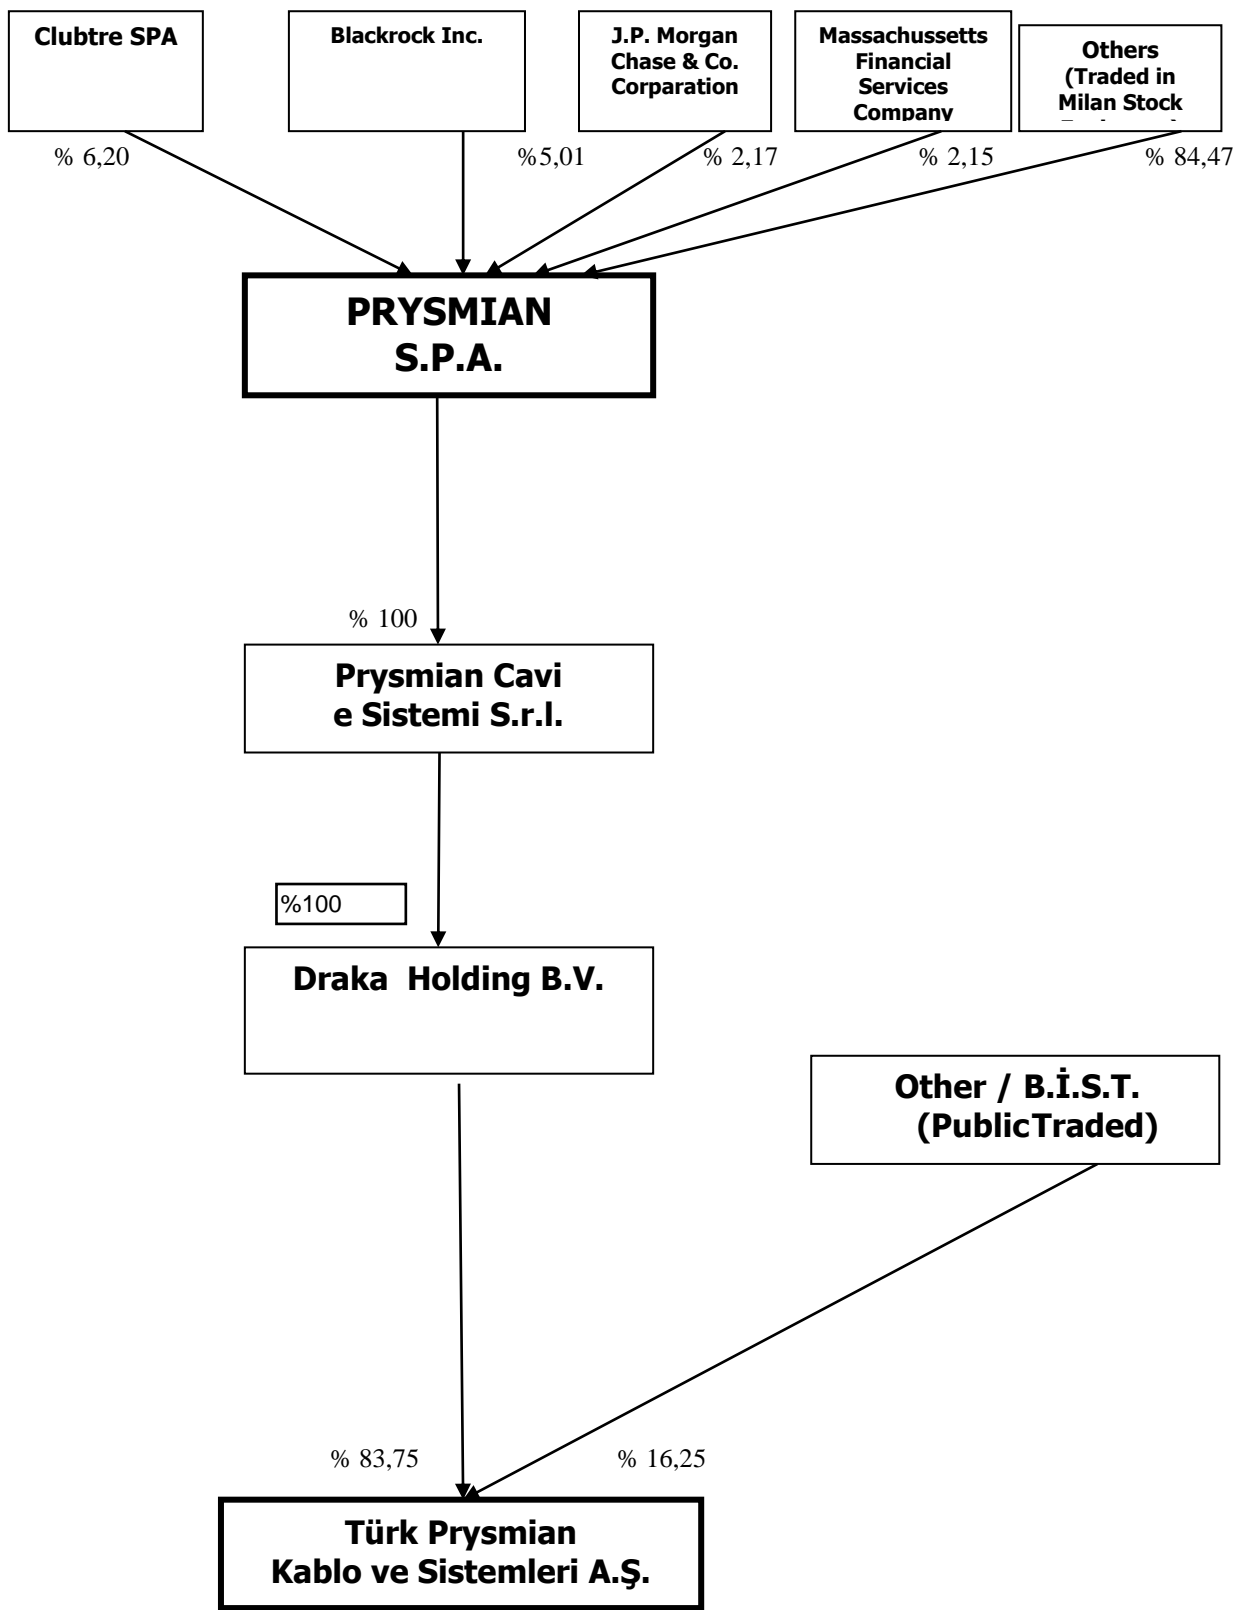 Clubtre SPA
Blackrock Inc.
J.P. Morgan
Chase & Co.
Corparation
Massachussetts
Financial
Services
Company
Others
(Traded in
Milan Stock
% 6,20
%5,01
% 2,17
% 2,15
% 84,47
PRYSMIAN
S.P.A.
% 100
Prysmian Cavi
e Sistemi S.r.l.
%100
Draka Holding B.V.
Other / B.İ.S.T.
(PublicTraded)
% 83,75
% 16,25
Türk Prysmian
Kablo ve Sistemleri A.Ş.